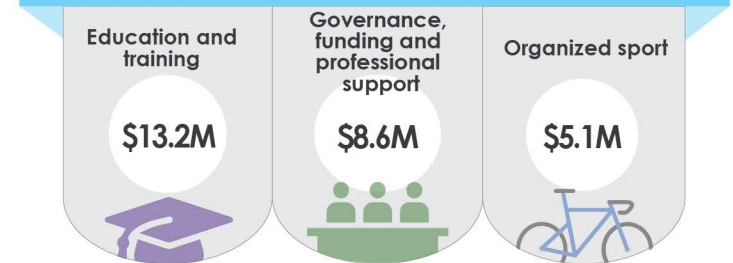 Education and
training
$13.2M
Governance,
funding and
professional
support
$8.6M
Organized sport
$5.1M